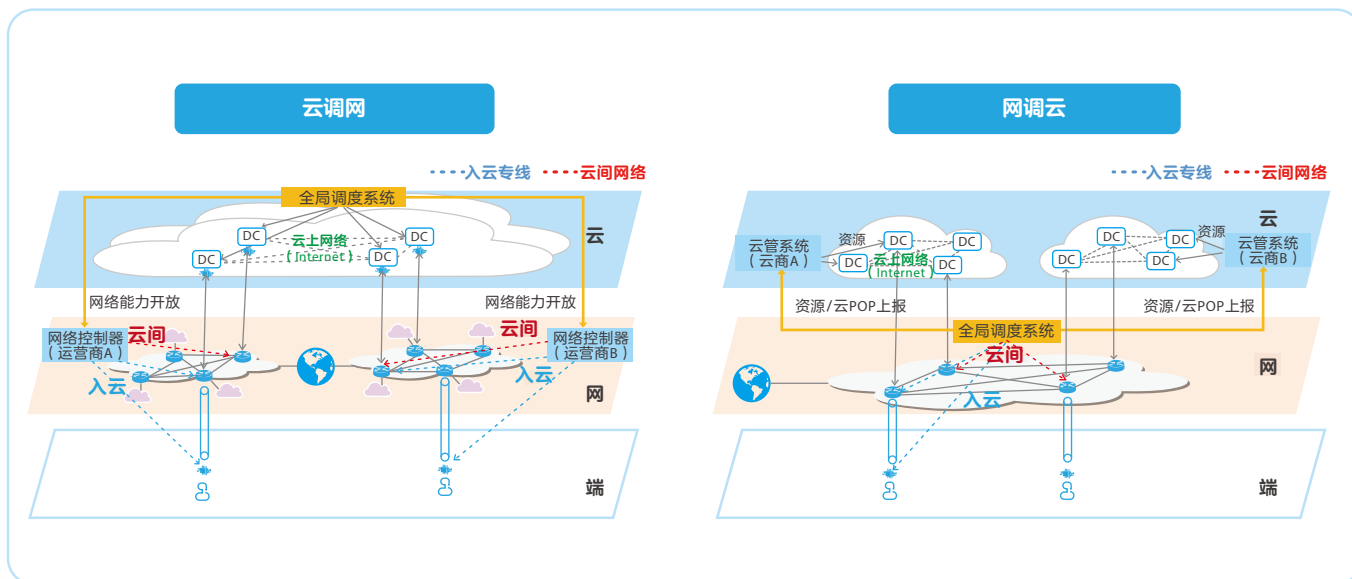 云调网
入云专线
云间网络
全局调度系统
云
DC
DC
DC
DC
云上网络
（Internet）
网络能力开放
网络能力开放
网络控制器
（运营商A）
云间
云间
网络控制器
（运营商B）
入云
入云
网
端
网调云
入云专线
云间网络
云
云管系统
（云商A）
资源
DC
DC
DC
DC
云上网络
（Internet）
DC
DC
DC
DC
资源
云管系统
（云商B）
资源/云POP上报
资源/云POP上报
全局调度系统
云间
网
入云
端